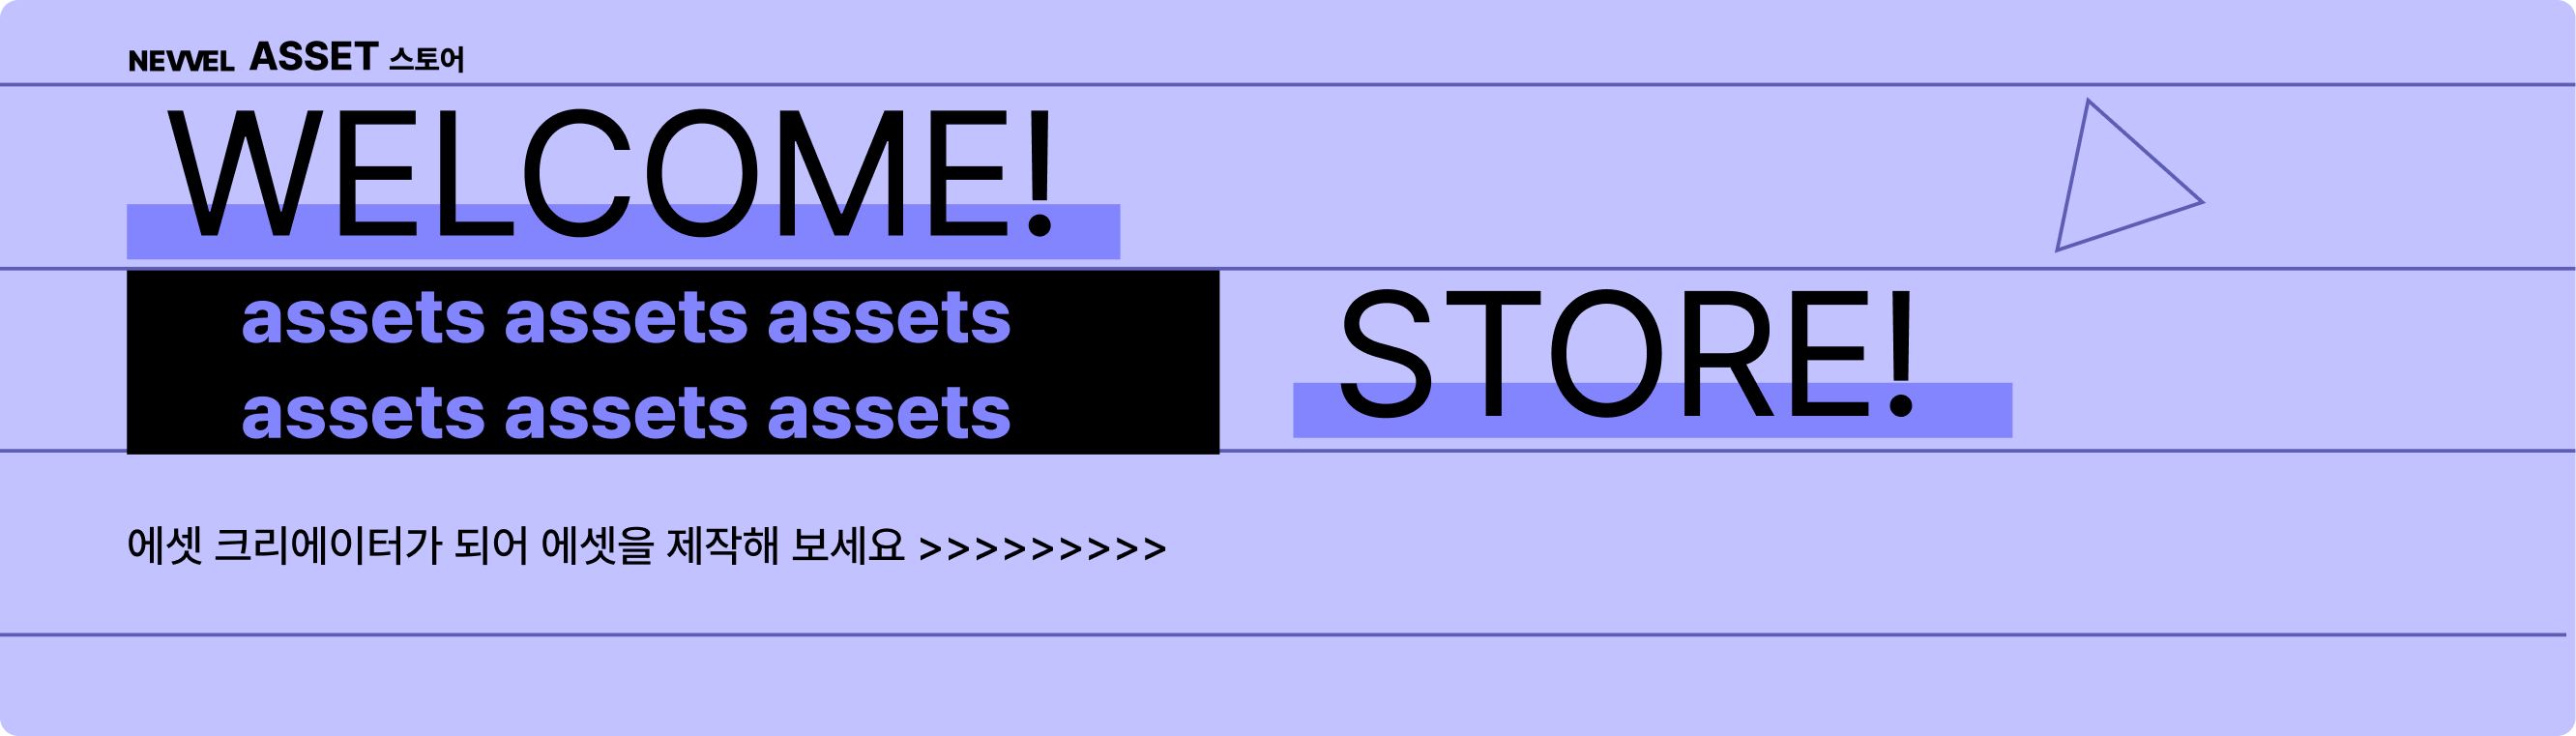 NEWEL ASSET 스토어
WELCOME!
assets assets assets
assets assets assets
STORE!
에셋 크리에이터가 되어 에셋을 제작해 보세요 >>>>>>>>>